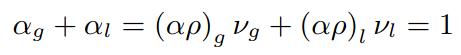 α_g + α_l = (αρ)_g ν_g + (αρ)_l ν_l = 1